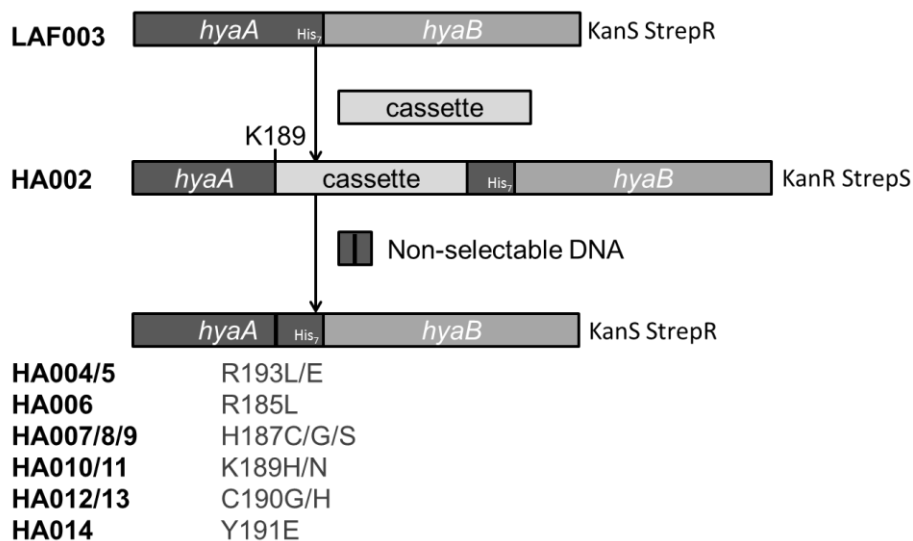 LAF003 hyaA His7 hyaB KanS StrepR
cassette
K189
HA002 hyaA cassette His7 hyaB KanR StrepS
Non-selectable DNA
hyaA His7 hyaB KanS StrepR
HA004/5 R193L/E
HA006 R185L
HA007/8/9 H187C/G/S
HA010/11 K189H/N
HA012/13 C190G/H
HA014 Y191E